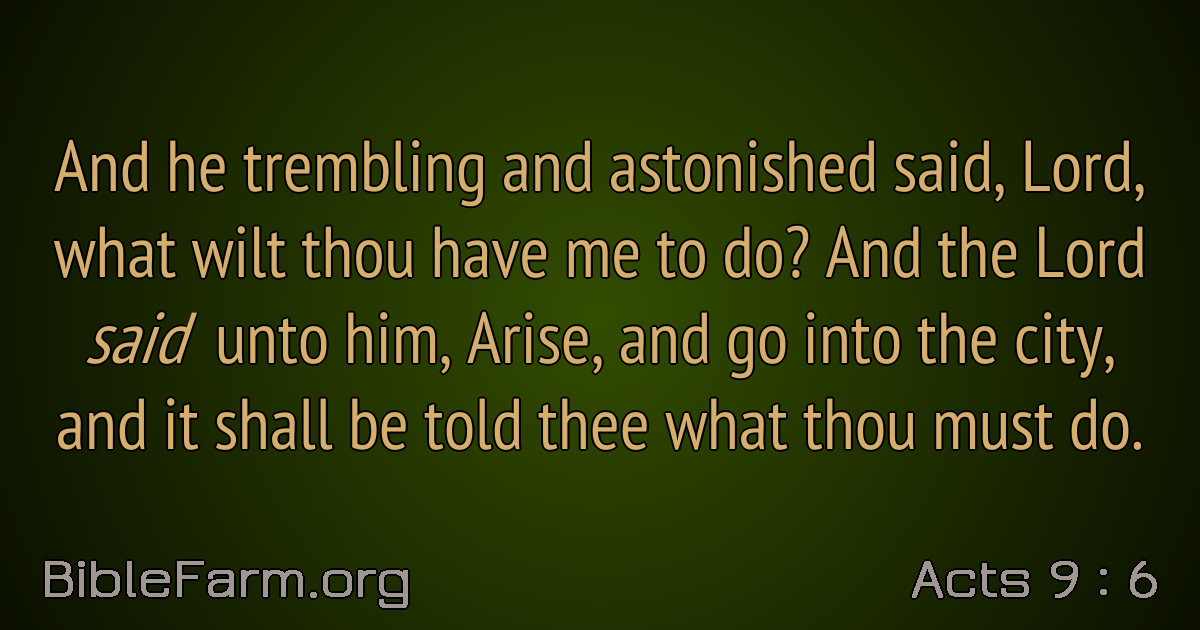 And he trembling and astonished said, Lord,
what wilt thou have me to do? And the Lord
said unto him, Arise, and go into the city,
and it shall be told thee what thou must do.
BibleFarm.org
Acts 9 : 6